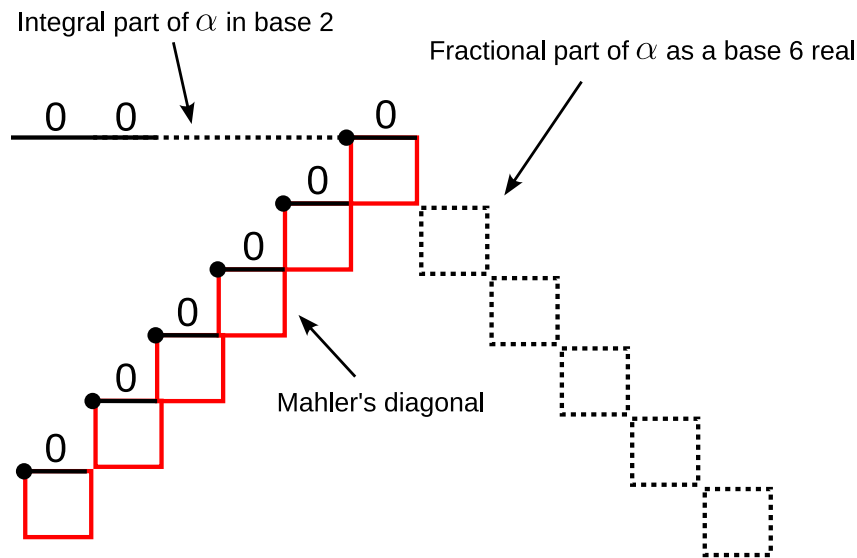 Integral part of α in base 2
Fractional part of α as a base 6 real
0 0 0
0
0
0
0
Mahler's diagonal
0